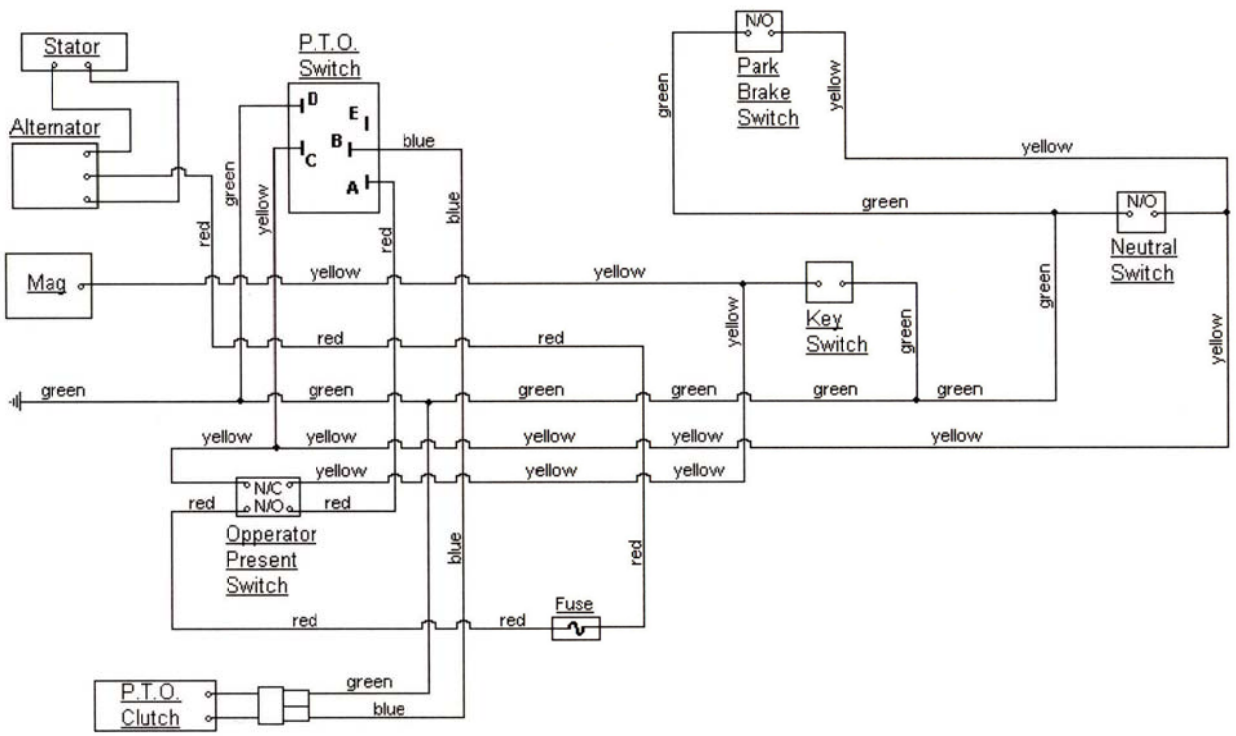 Stator
P.T.O.
Switch
D
E
B
C
A
blue
Alternator
green
yellow
red
red
blue
N/O
Park
Brake
Switch
green
yellow
yellow
green
N/O
Neutral
Switch
Mag
yellow
yellow
Key
Switch
green
yellow
green
yellow
red
red
green
green
green
green
green
green
yellow
yellow
yellow
yellow
yellow
yellow
yellow
yellow
N/C
N/O
red
red
Opperator
Present
Switch
blue
red
Fuse
red
red
P.T.O.
Clutch
green
blue